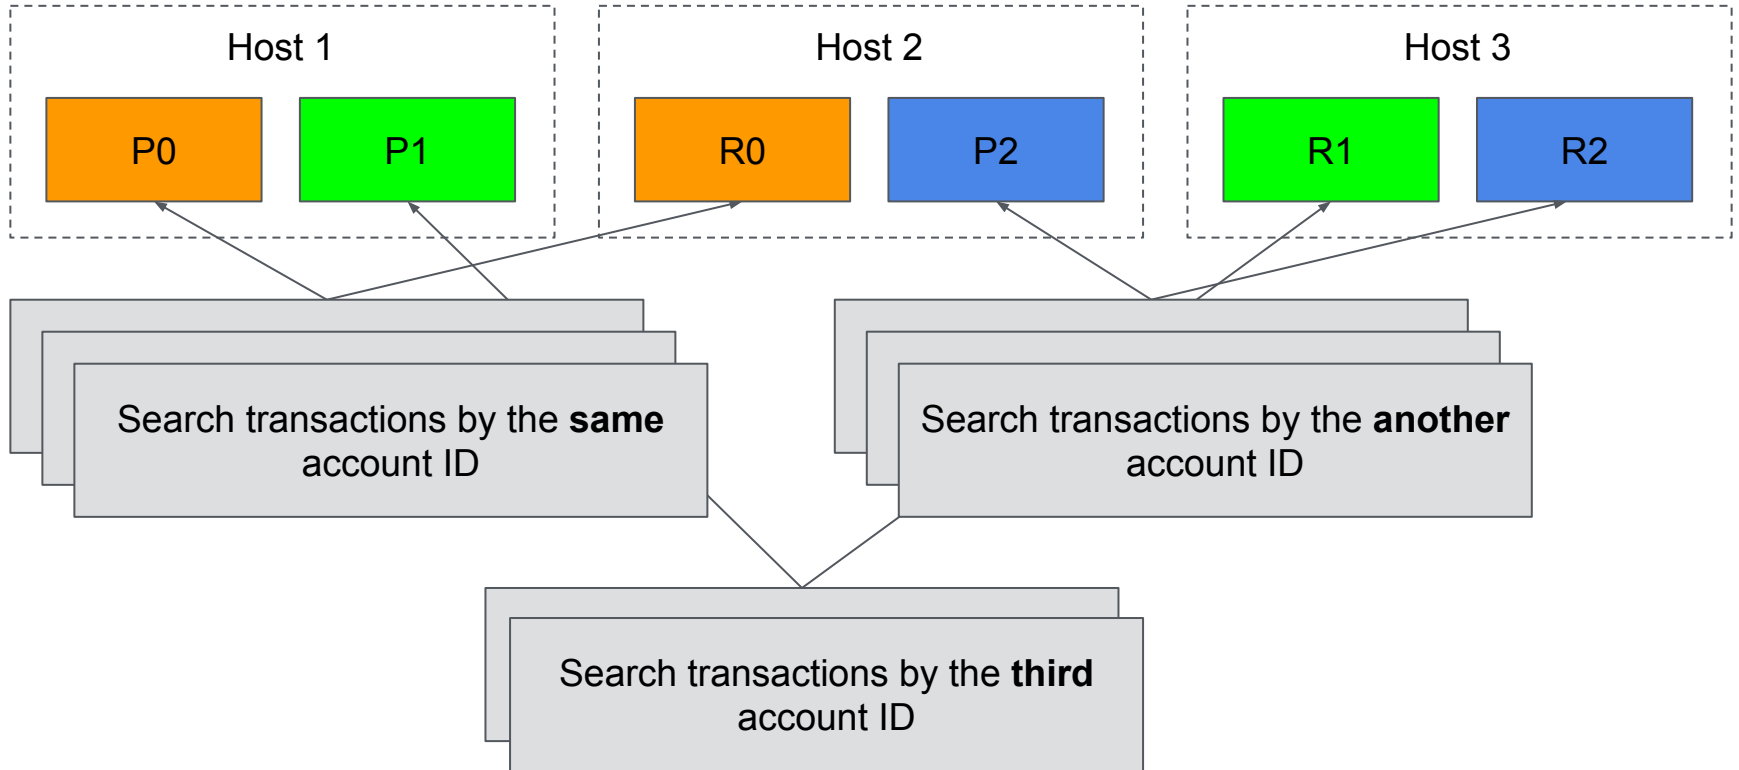 Host 1
Host 2
Host 3
P0
P1
R0
P2
R1
R2
Search transactions by the same
account ID
Search transactions by the another
account ID
Search transactions by the third
account ID